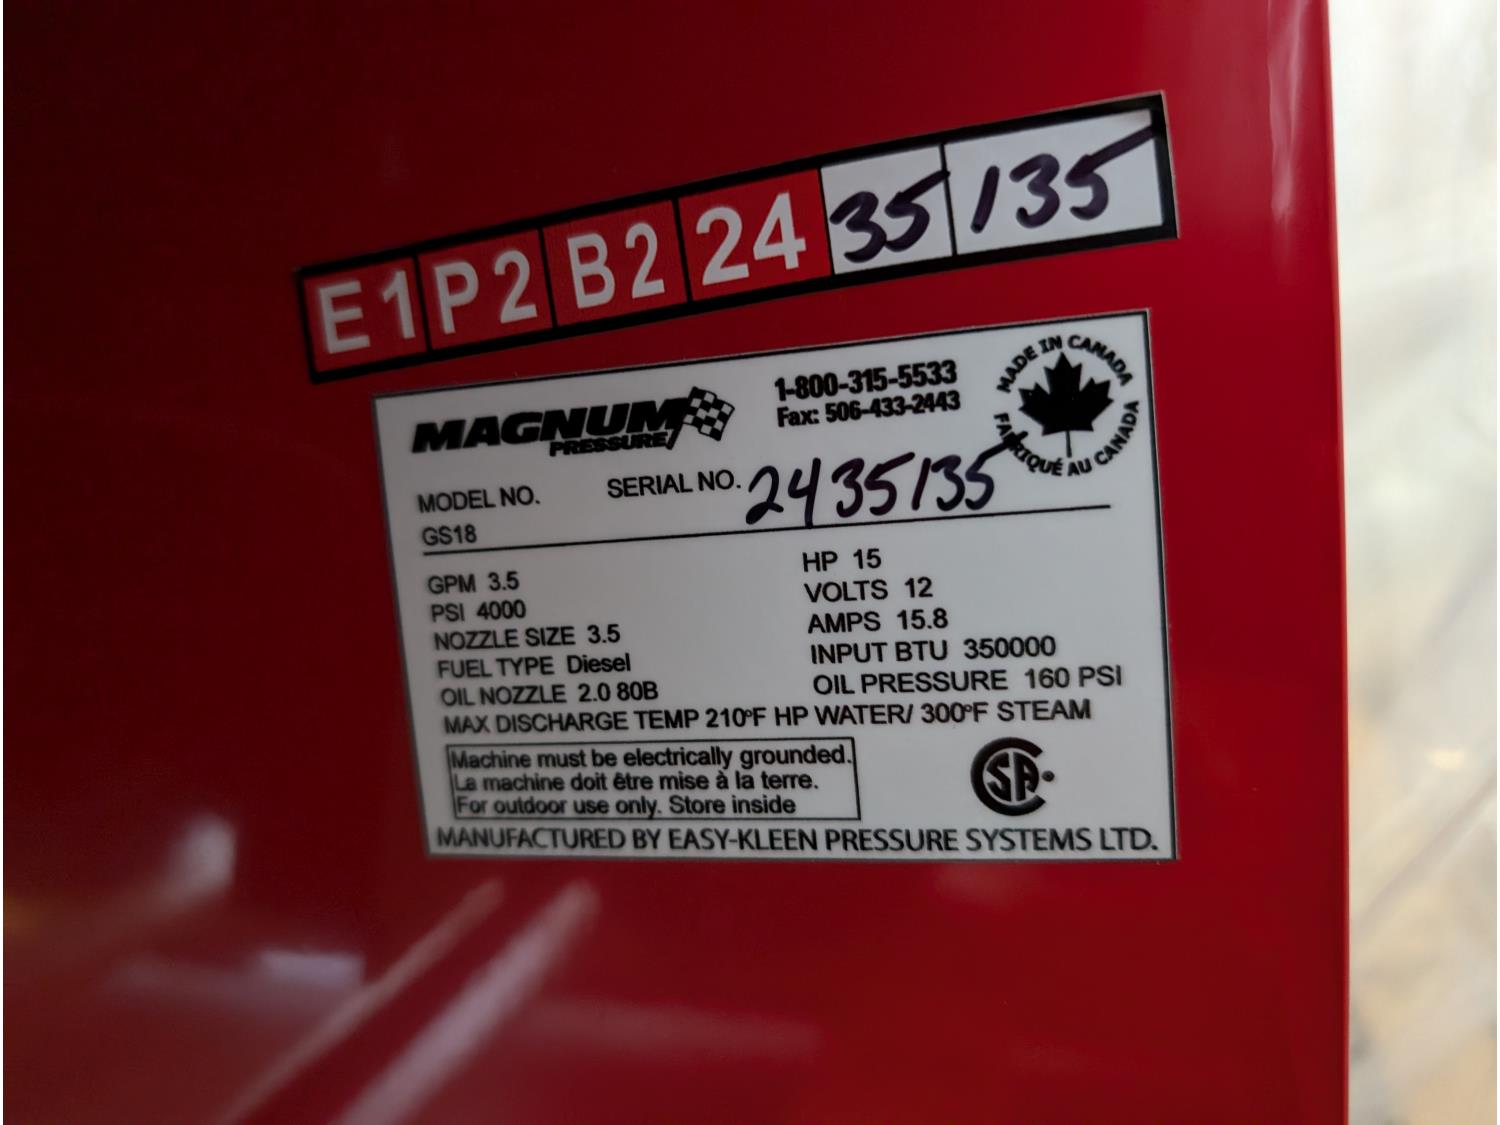 E1 P2 B2 24 35 135
MAGNUM
PRESSURE
1-800-315-5533
Fax: 506-433-2443
MADE IN CANADA
FABRIQUÉ AU CANADA
MODEL NO. SERIAL NO. 2435135
GS18
GPM 3.5
PSI 4000
NOZZLE SIZE 3.5
FUEL TYPE Diesel
OIL NOZZLE 2.0 80B
HP 15
VOLTS 12
AMPS 15.8
INPUT BTU 350000
OIL PRESSURE 160 PSI
MAX DISCHARGE TEMP 210°F HP WATER/ 300°F STEAM
Machine must be electrically grounded.
La machine doit être mise à la terre.
For outdoor use only. Store inside
CSA
MANUFACTURED BY EASY-KLEEN PRESSURE SYSTEMS LTD.